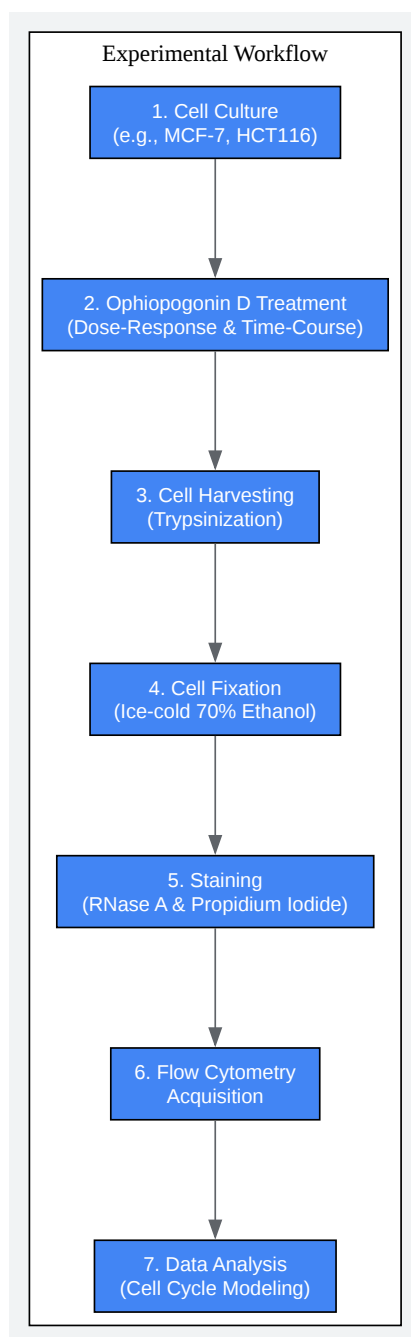 Experimental Workflow
1. Cell Culture
(e.g., MCF-7, HCT116)
2. Ophiopogonin D Treatment
(Dose-Response & Time-Course)
3. Cell Harvesting
(Trypsinization)
4. Cell Fixation
(Ice-cold 70% Ethanol)
5. Staining
(RNase A & Propidium Iodide)
6. Flow Cytometry
Acquisition
7. Data Analysis
(Cell Cycle Modeling)